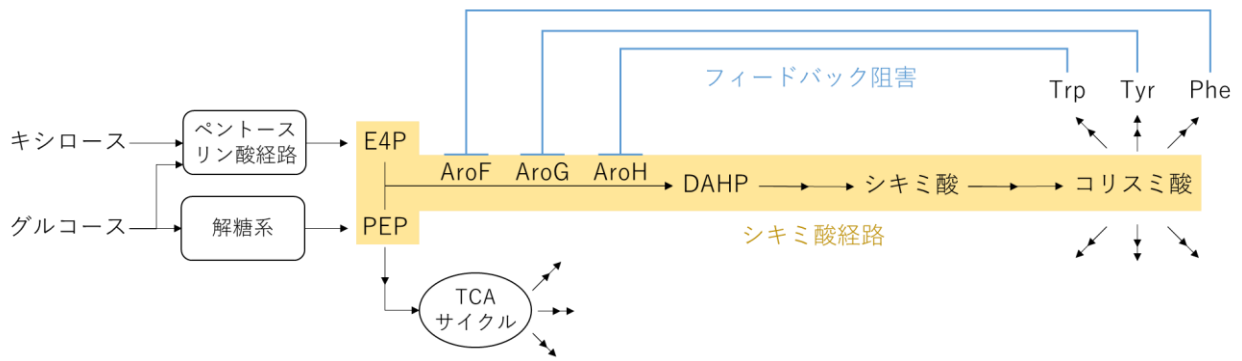 フィードバック阻害
Trp Tyr Phe
キシロース
ペントース
リン酸経路
E4P
AroF AroG AroH
DAHP
シキミ酸
コリスミ酸
グルコース
解糖系
PEP
シキミ酸経路
TCA
サイクル